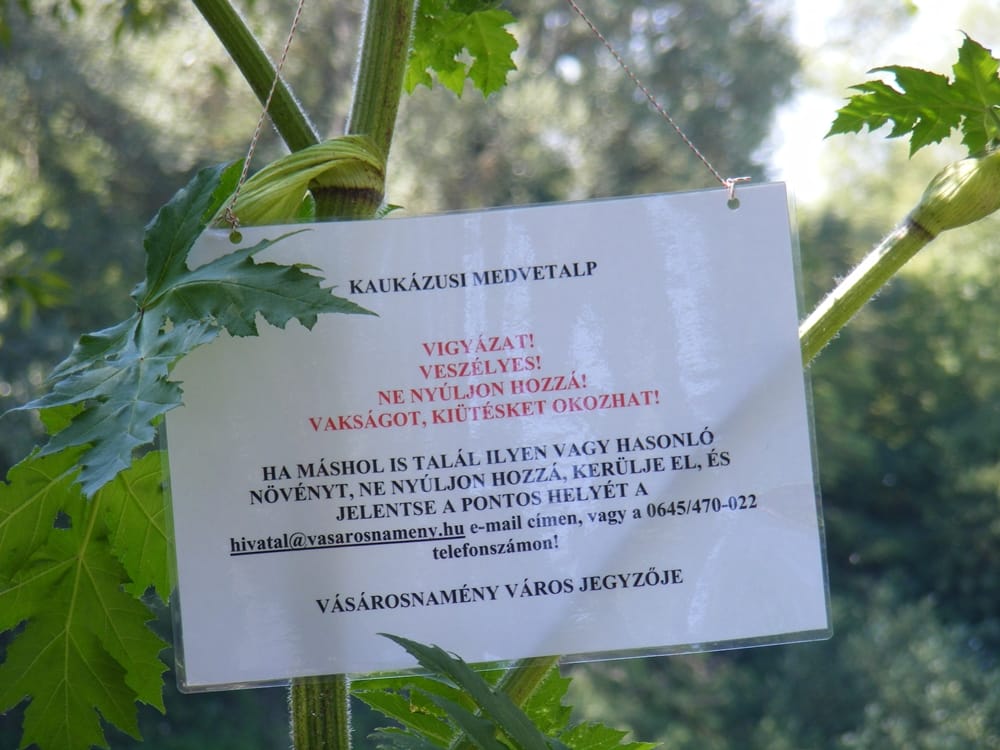 KAUKÁZUSI MEDVETALP
VIGYÁZAT!
VESZÉLYES!
NE NYÚLJON HOZZÁ!
VAKSÁGOT, KIÜTÉSKET OKOZHAT!
HA MÁSHOL IS TALÁL ILYEN VAGY HASONLÓ
NÖVÉNYT, NE NYÚLJON HOZZÁ, KERÜLJE EL, ÉS
JELENTSE A PONTOS HELYÉT A
hivatal@vasarosnameny.hu e-mail címen, vagy a 0645/470-022
telefonszámon!
VÁSÁROSNAMÉNY VÁROS JEGYZŐJE